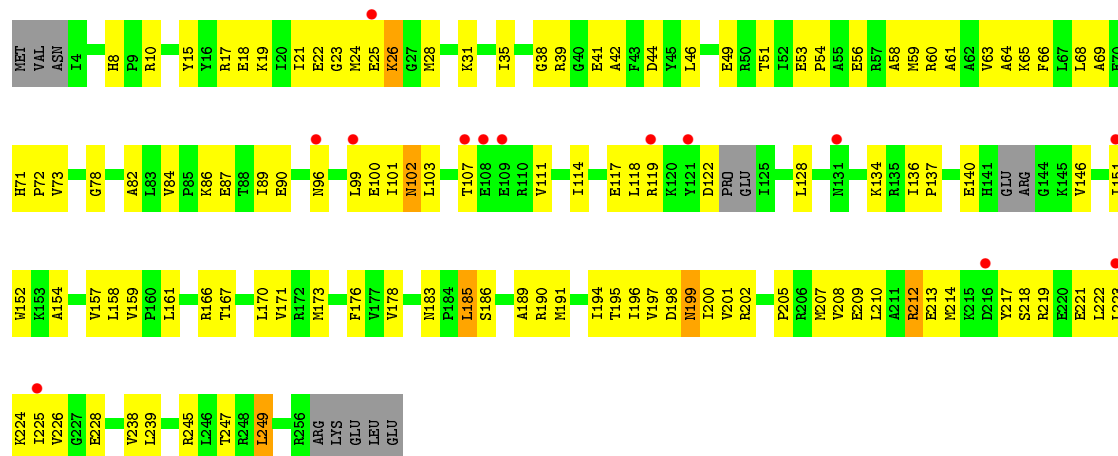 MET VAL ASN I4 H8 P9 R10 Y15 Y16 R17 E18 K19 I20 I21 E22 G23 M24 E25 K26 G27 M28 K31 I35 G38 R39 G40 E41 A42 F43 D44 Y45 L46 E49 R50 T51 I52 E53 P54 A55 E56 R57 A58 M59 R60 A61 A62 V63 A64 K65 F66 L67 L68 A69 E70
H71 P72 V73 G78 A82 L83 V84 P85 K86 E87 T88 I89 E90 N96 L99 E100 I101 N102 L103 T107 E108 E109 R110 V111 I114 E117 L118 R119 K120 Y121 D122 PRO GLU I125 L128 N131 K134 R135 I136 P137 E140 H141 GLU ARG G144 K145 V146 I151
W152 K153 A154 V157 L158 V159 P160 L161 R166 T167 L170 V171 R172 M173 F176 V177 V178 N183 P184 L185 S186 A189 R190 M191 I194 T195 I196 V197 D198 N199 I200 V201 R202 P205 R206 M207 V208 E209 L210 A211 R212 E213 M214 K215 D216 Y217 S218 R219 E220 E221 L222 L223
K224 I225 V226 G227 E228 V238 L239 R245 L246 T247 R248 L249 R256 ARG LYS GLU LEU GLU